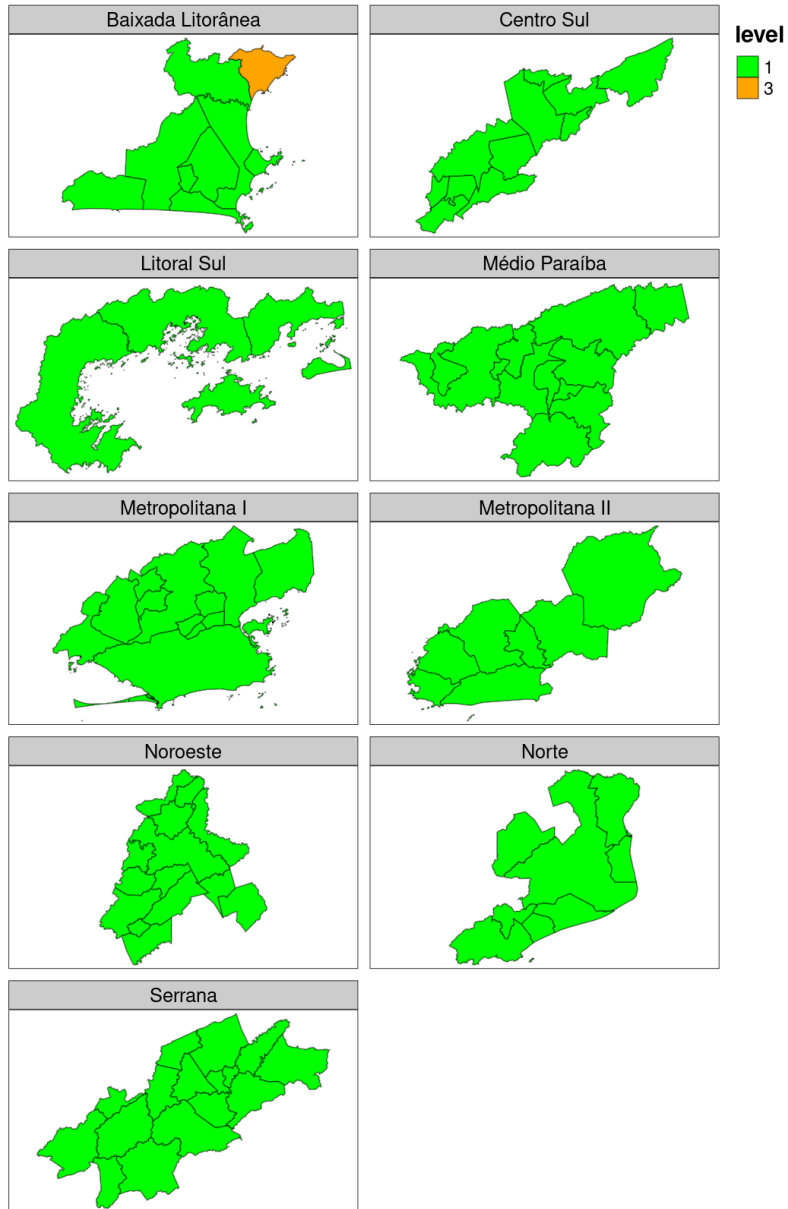 Baixada Litorânea
Centro Sul
level
1
3
Litoral Sul
Médio Paraíba
Metropolitana I
Metropolitana II
Noroeste
Norte
Serrana